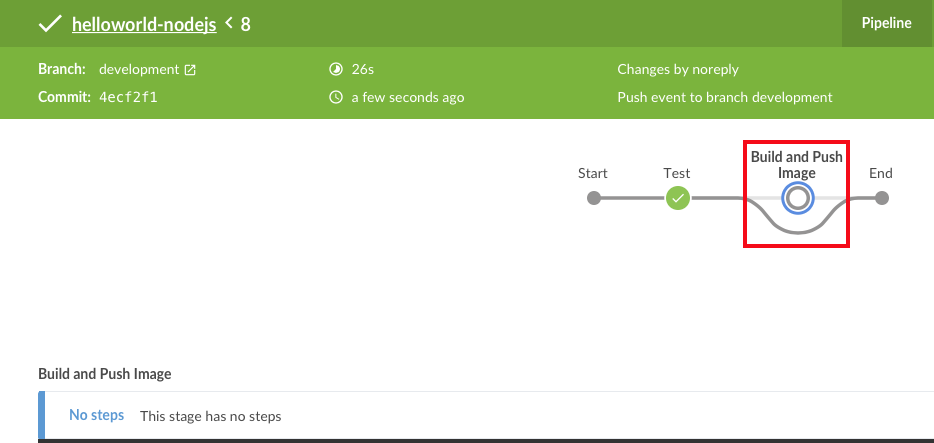 helloworld-nodejs < 8
Pipeline
Branch: development
26s
Changes by noreply
Commit: 4ecf2f1
a few seconds ago
Push event to branch development
Start
Test
Build and Push
Image
End
Build and Push Image
No steps This stage has no steps